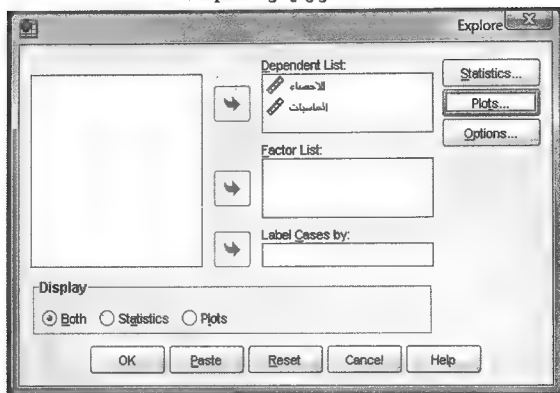 Explore
Dependent List:
Statistics...
الاحصاء
الحاسبات
Plots...
Options...
Factor List:
Label Cases by:
Display
Both Statistics Plots
OK Paste Reset Cancel Help